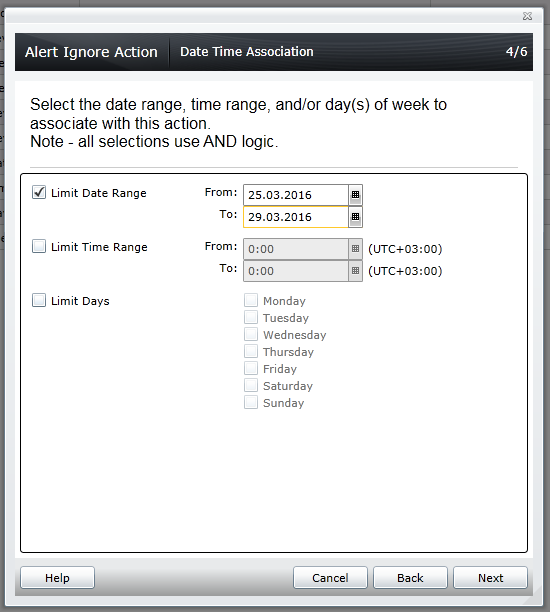 Alert Ignore Action Date Time Association 4/6
Select the date range, time range, and/or day(s) of week to
associate with this action.
Note - all selections use AND logic.
Limit Date Range From: 25.03.2016
To: 29.03.2016
Limit Time Range From: 0:00 (UTC+03:00)
To: 0:00 (UTC+03:00)
Limit Days Monday
Tuesday
Wednesday
Thursday
Friday
Saturday
Sunday
Help Cancel Back Next